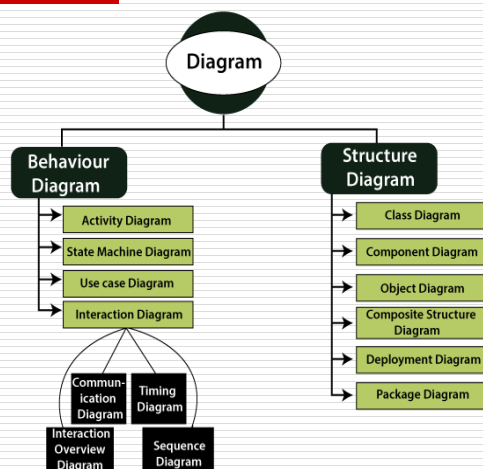 Diagram
Behaviour
Diagram
Activity Diagram
State Machine Diagram
Use case Diagram
Interaction Diagram
Commun-
ication
Diagram
Timing
Diagram
Interaction
Overview
Diagram
Sequence
Diagram
Structure
Diagram
Class Diagram
Component Diagram
Object Diagram
Composite Structure
Diagram
Deployment Diagram
Package Diagram